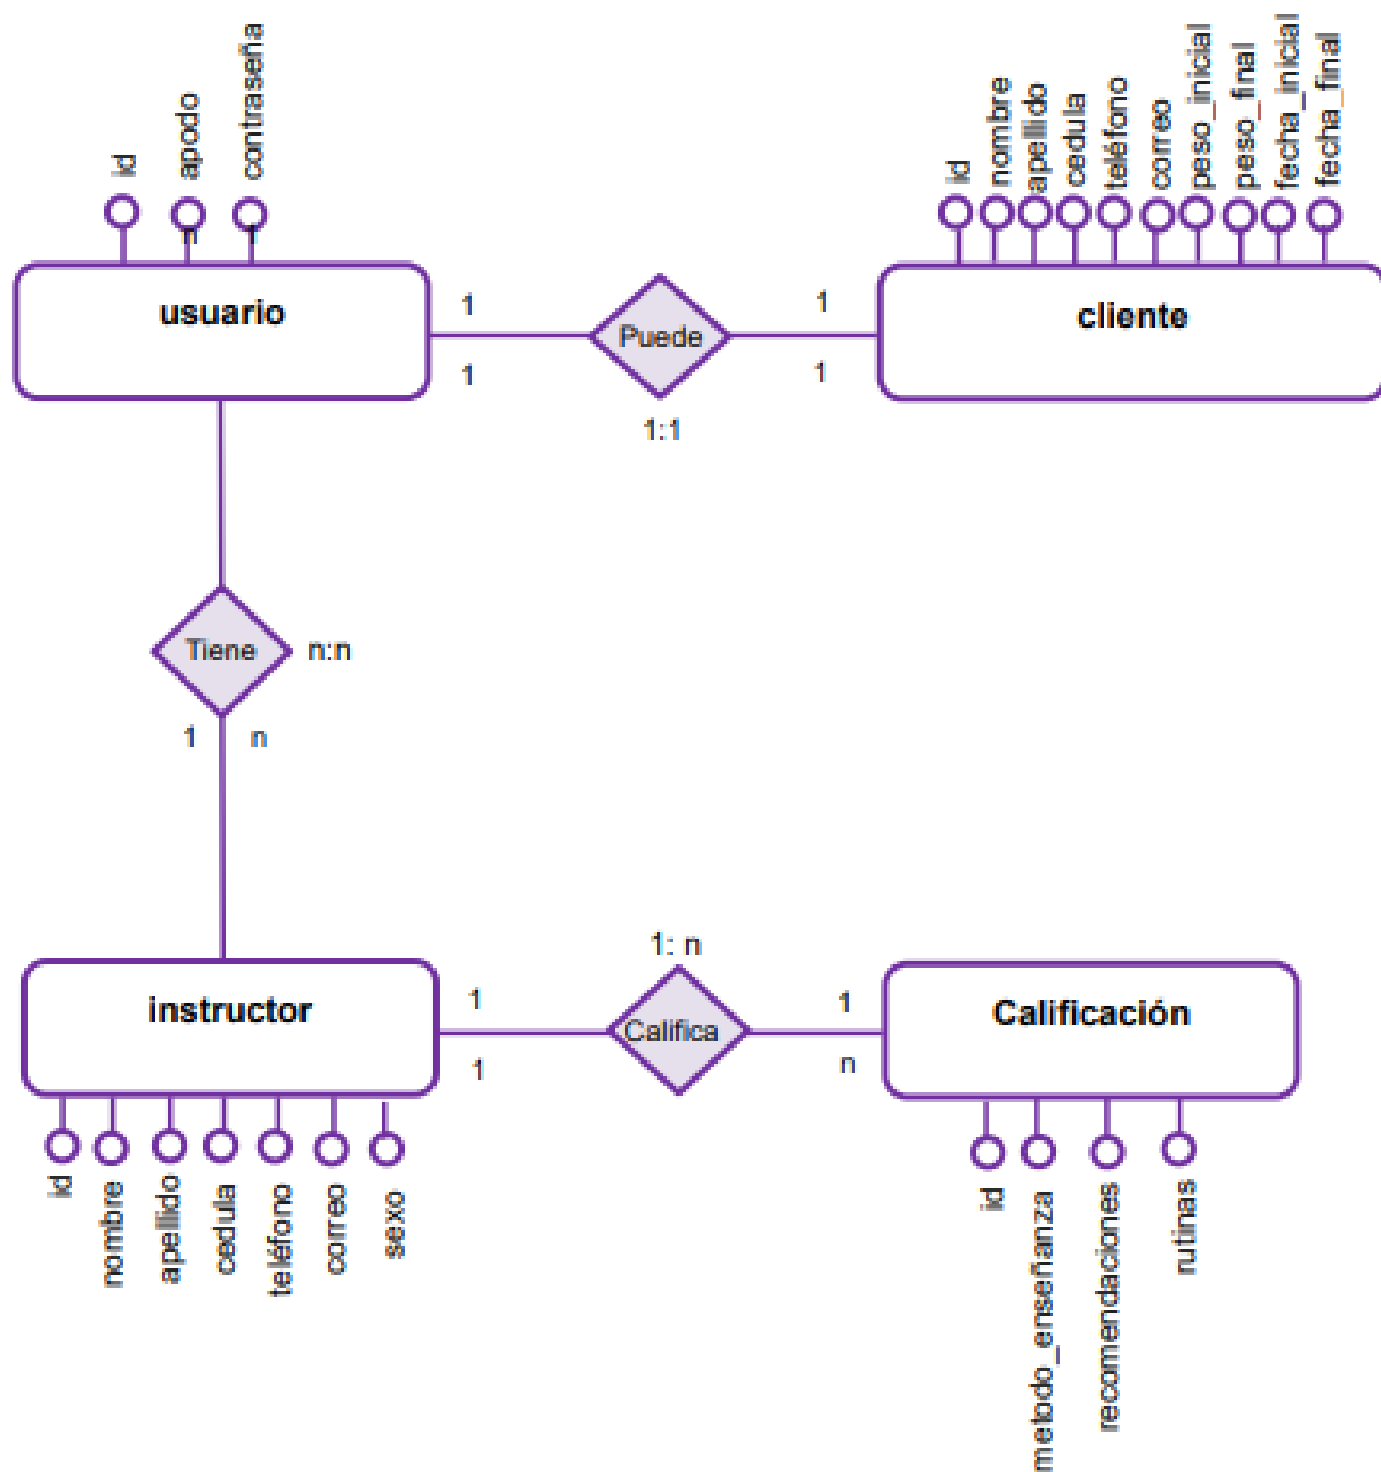 id
apodo
contraseña
n
1
usuario
id
nombre
apellido
cedula
teléfono
correo
peso_inicial
peso_final
fecha_inicial
fecha_final
cliente
1
1
Puede
1
1
1:1
Tiene
n:n
1 n
instructor
1
1
1: n
Califica
1
n
Calificación
id
nombre
apellido
cedula
teléfono
correo
sexo
id
metodo_enseñanza
recomendaciones
rutinas